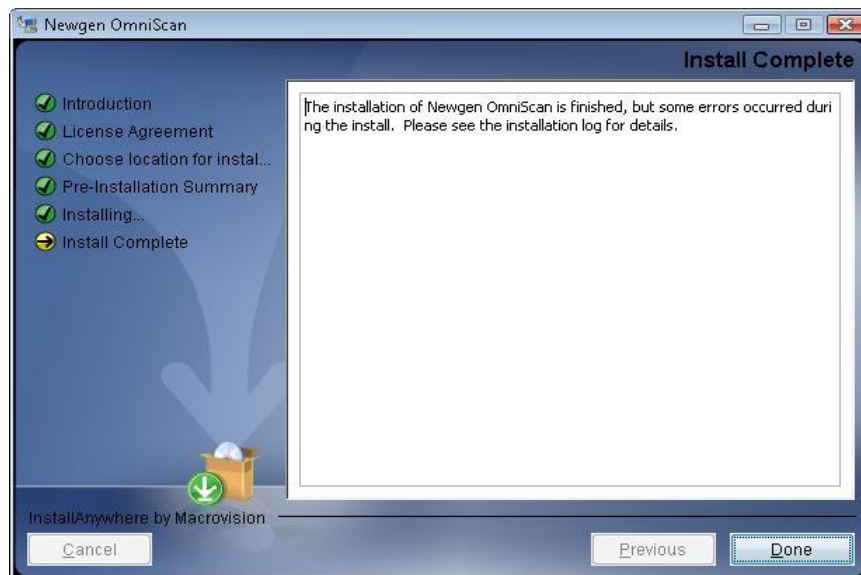 Newgen OmniScan
Install Complete
Introduction
License Agreement
Choose location for instal...
Pre-Installation Summary
Installing...
Install Complete
The installation of Newgen OmniScan is finished, but some errors occurred duri
ng the install.  Please see the installation log for details.
InstallAnywhere by Macrovision
Cancel
Previous
Done